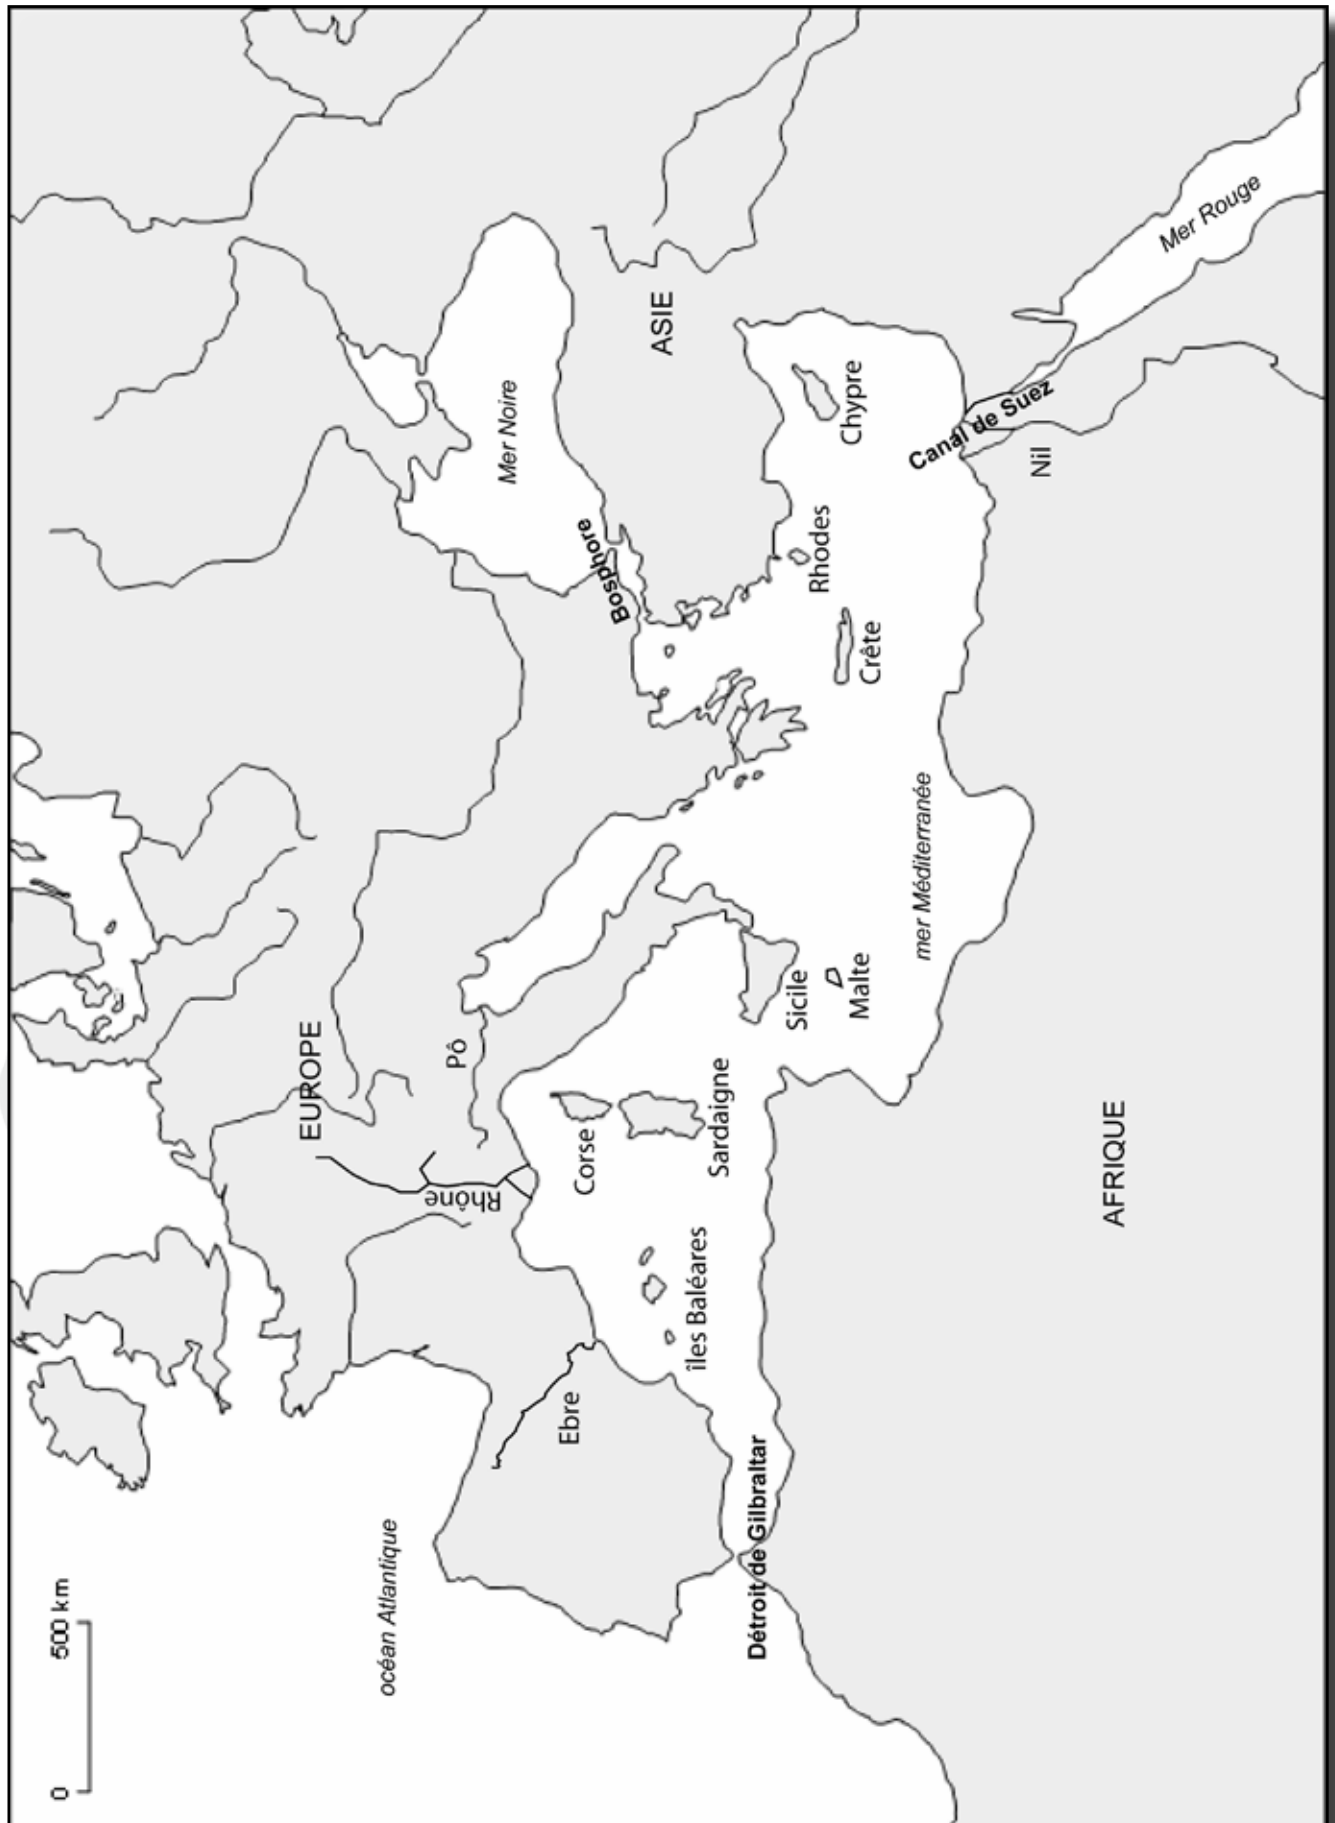 0 500 km
océan Atlantique
EUROPE
Rhône
Pô
Ebre
Corse
Sardaigne
îles Baléares
Détroit de Gilbraltar
Sicile
Malte
mer Méditerranée
AFRIQUE
Mer Noire
Bosphore
ASIE
Rhodes
Crête
Chypre
Canal de Suez
Nil
Mer Rouge